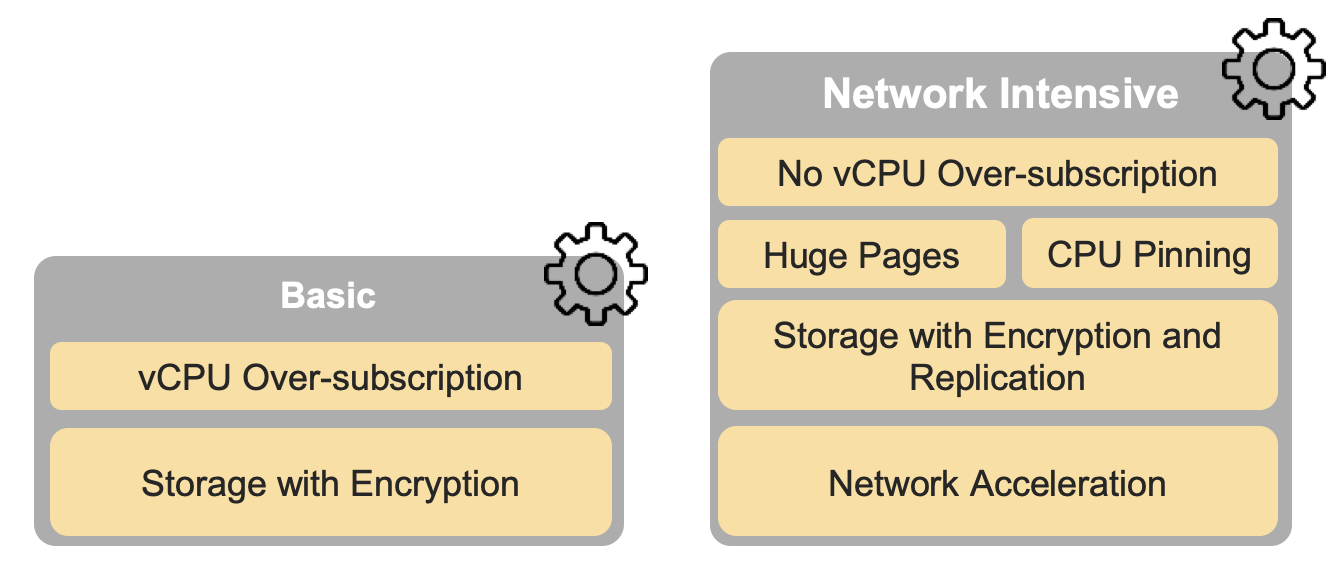 Basic
vCPU Over-subscription
Storage with Encryption
Network Intensive
No vCPU Over-subscription
Huge Pages
CPU Pinning
Storage with Encryption and
Replication
Network Acceleration